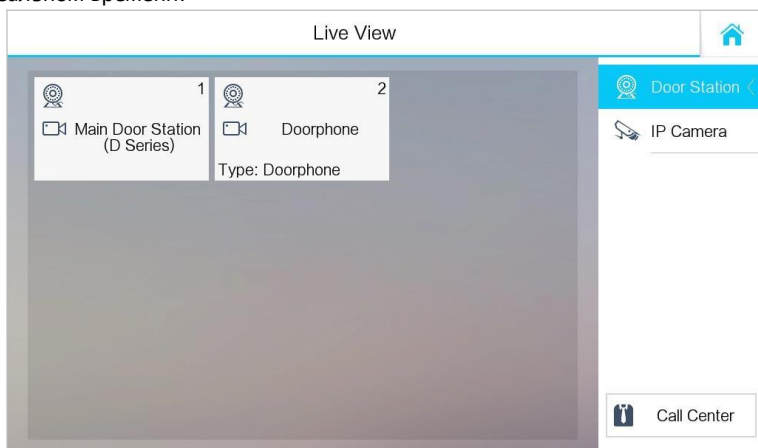 Live View
1
Main Door Station
(D Series)
2
Doorphone
Type: Doorphone
Door Station
IP Camera
Call Center